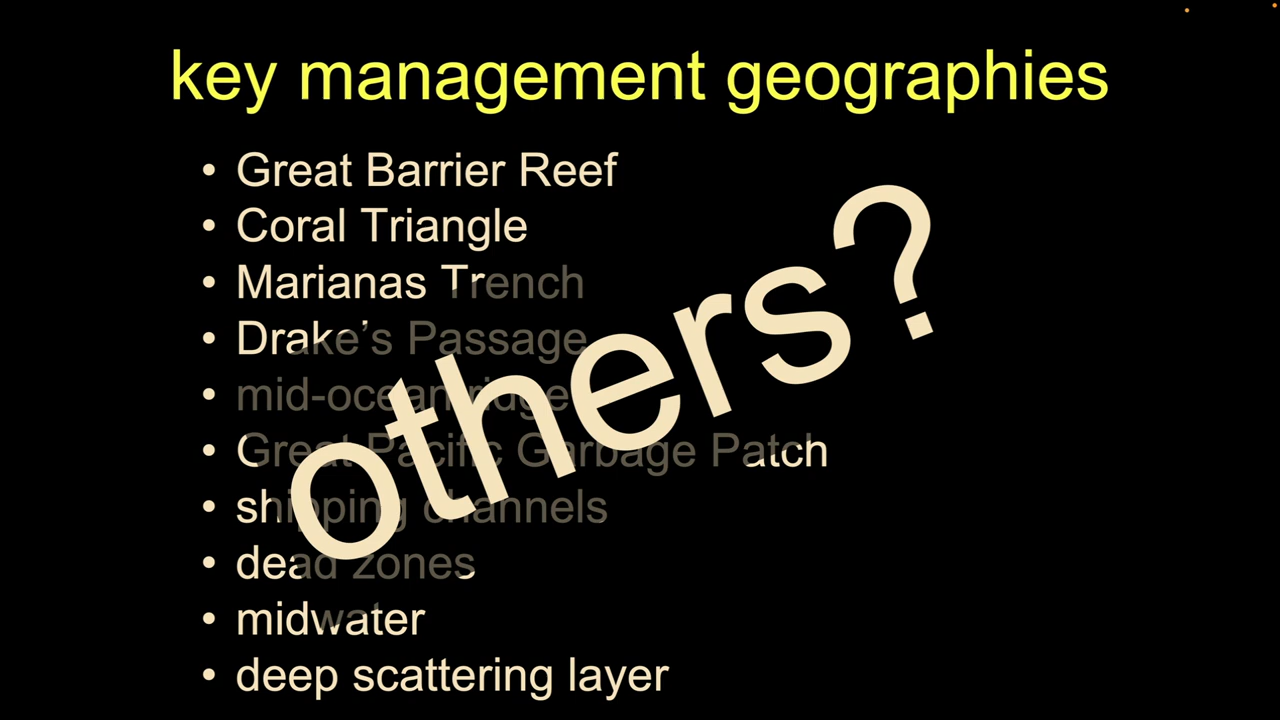 key management geographies
• Great Barrier Reef
• Coral Triangle
• Marianas Trench
• Drake's Passage
• mid-ocean ridge
• Great Pacific Garbage Patch
• shipping channels
• dead zones
• midwater
• deep scattering layer
others?